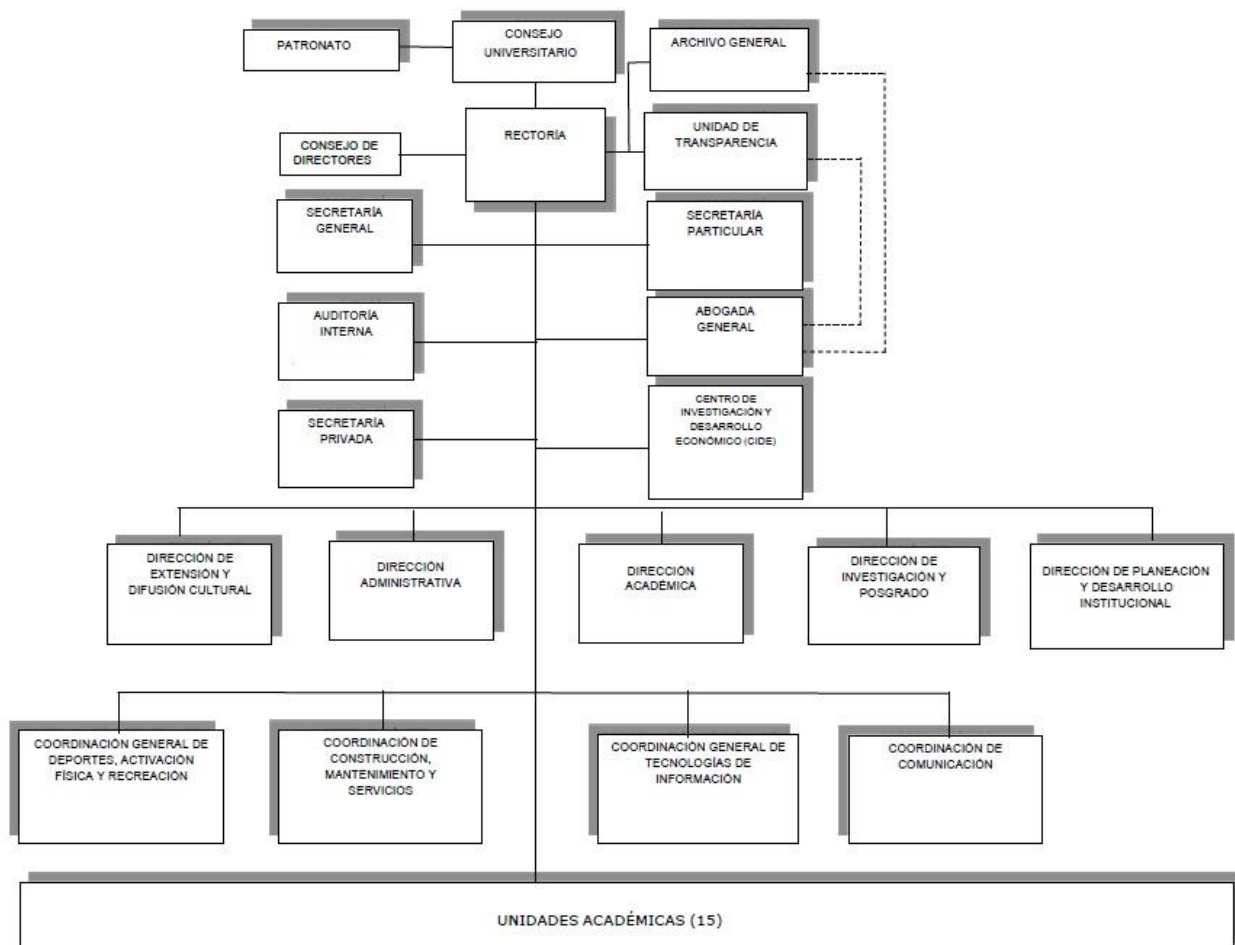 PATRONATO
CONSEJO
UNIVERSITARIO
ARCHIVO GENERAL
CONSEJO DE
DIRECTORES
RECTORÍA
UNIDAD DE
TRANSPARENCIA
SECRETARÍA
GENERAL
SECRETARÍA
PARTICULAR
AUDITORÍA
INTERNA
ABOGADA
GENERAL
SECRETARÍA
PRIVADA
CENTRO DE
INVESTIGACIÓN Y
DESARROLLO
ECONÓMICO (CIDE)
DIRECCIÓN DE
EXTENSIÓN Y
DIFUSIÓN CULTURAL
DIRECCIÓN
ADMINISTRATIVA
DIRECCIÓN
ACADÉMICA
DIRECCIÓN DE
INVESTIGACIÓN Y
POSGRADO
DIRECCIÓN DE PLANEACIÓN
Y DESARROLLO
INSTITUCIONAL
COORDINACIÓN GENERAL DE
DEPORTES, ACTIVACIÓN
FÍSICA Y RECREACIÓN
COORDINACIÓN DE
CONSTRUCCIÓN,
MANTENIMIENTO Y
SERVICIOS
COORDINACIÓN GENERAL DE
TECNOLOGÍAS DE
INFORMACIÓN
COORDINACIÓN DE
COMUNICACIÓN
UNIDADES ACADÉMICAS (15)